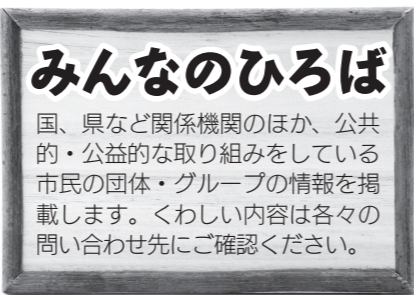 みんなのひろば
国、県など関係機関のほか、公共
的・公益的な取り組みをしている
市民の団体・グループの情報を掲
載します。くわしい内容は各々の
問い合わせ先にご確認ください。